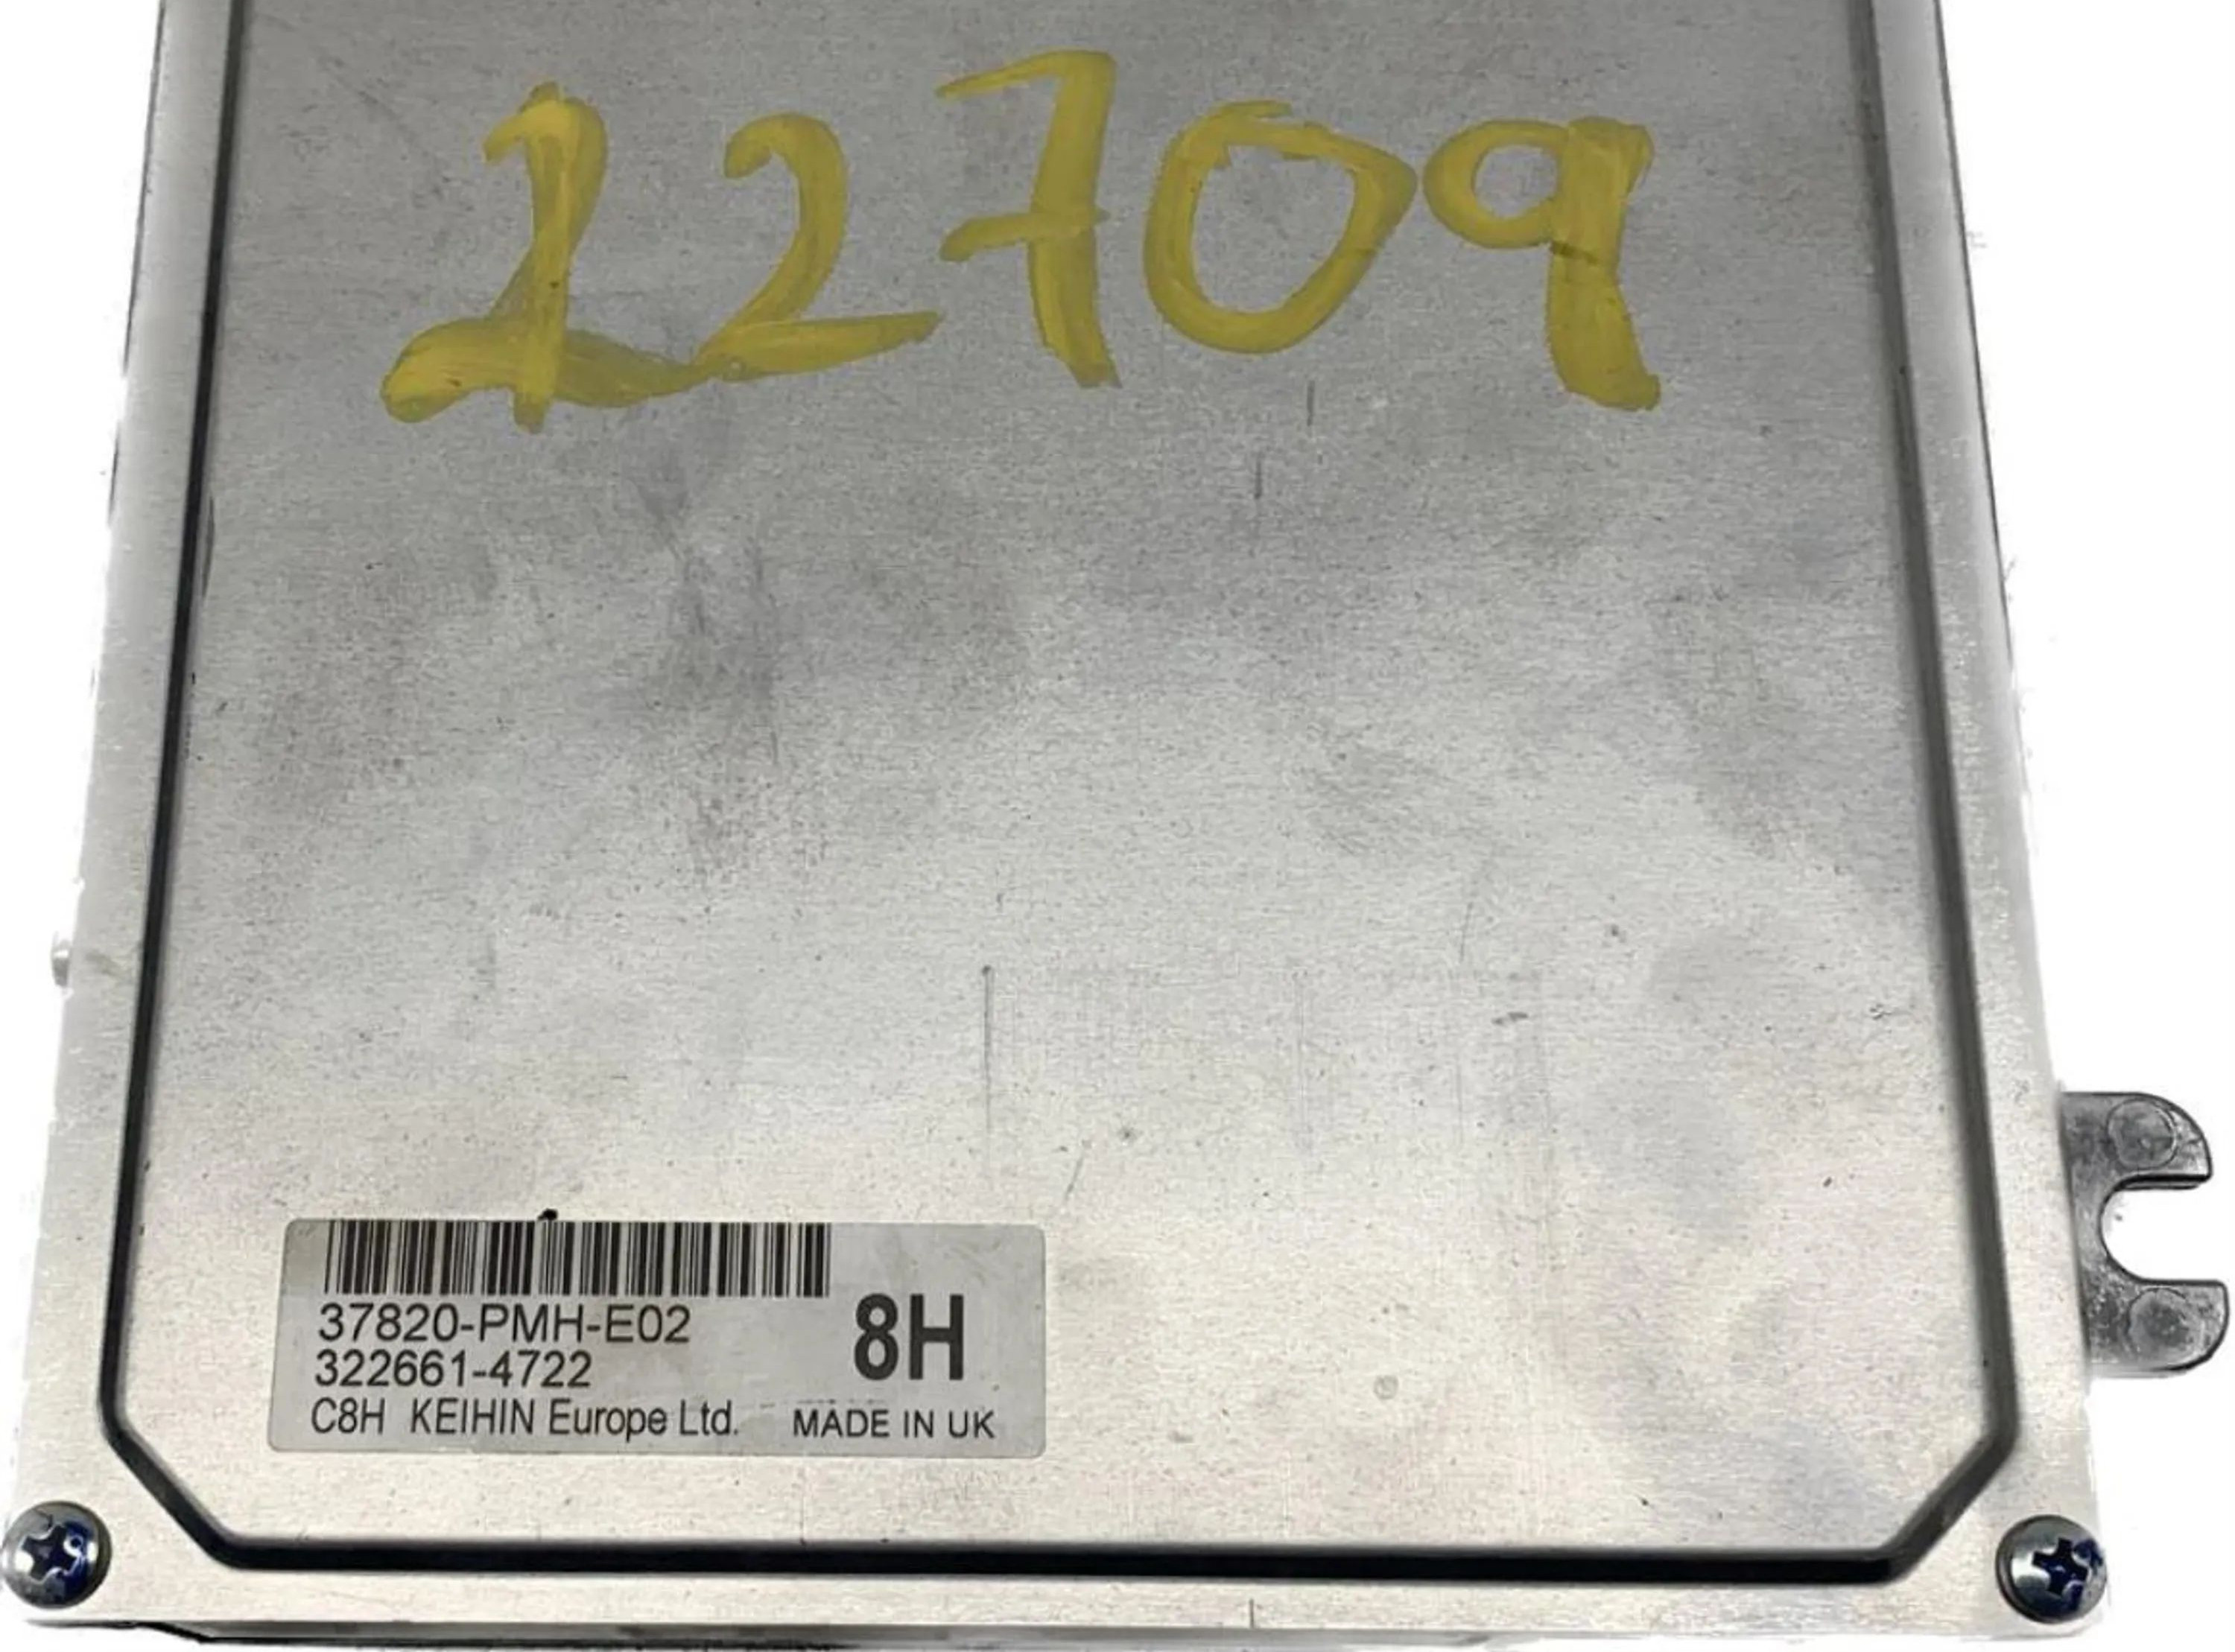 22709
37820-PMH-E02
8H
322661-4722
C8H KEIHIN Europe Ltd. MADE IN UK